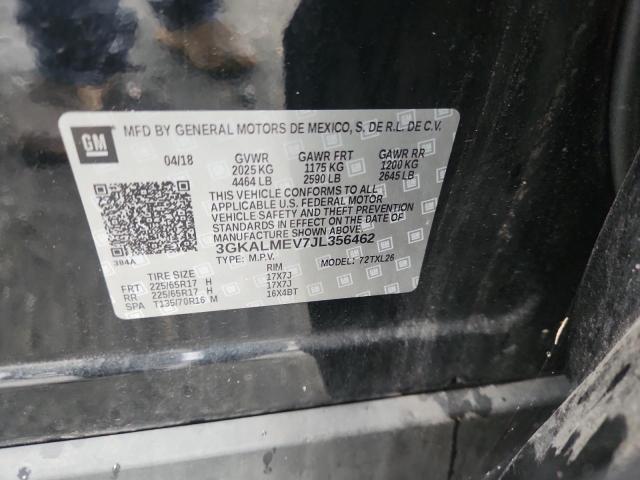 GM
MFD BY GENERAL MOTORS DE MEXICO, S. DE R.L. DE C.V.
04/18 GVWR GAWR FRT GAWR RR
2025 KG 1175 KG 1200 KG
4464 LB 2590 LB 2645 LB
THIS VEHICLE CONFORMS TO ALL
APPLICABLE U.S. FEDERAL MOTOR
VEHICLE SAFETY AND THEFT PREVENTION
STANDARDS IN EFFECT ON THE DATE OF
MANUFACTURE SHOWN ABOVE.
384A 3GKALMEV7JL356462
TYPE: M.P.V. MODEL: 72TXL26
TIRE SIZE RIM
FRT 225/65R17 H 17X7J
RR 225/65R17 H 17X7J
SPA T135/70R16 M 16X4BT